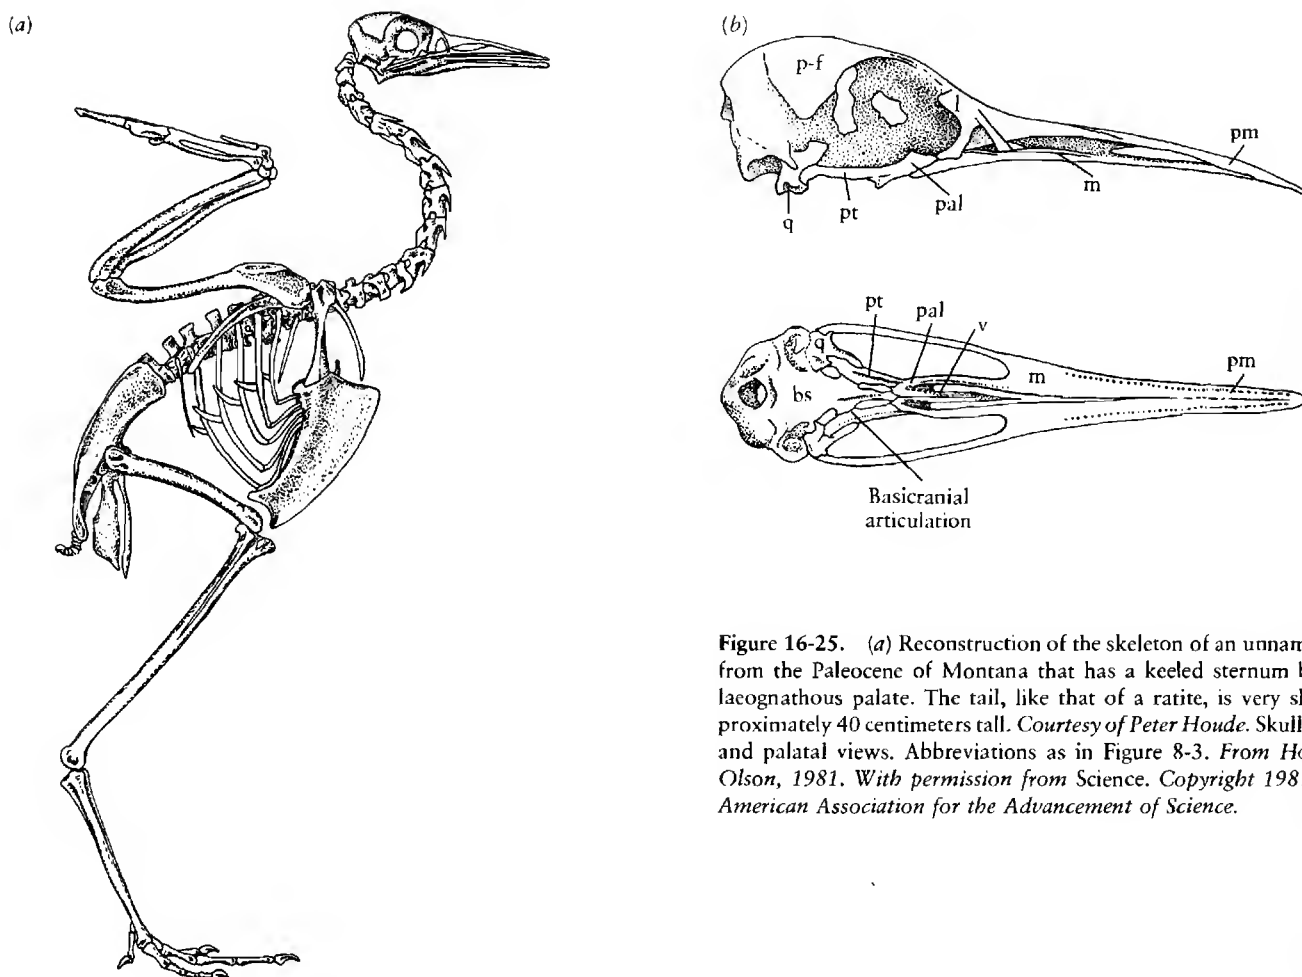 (a)
(b)
p-f
l
pm
m
pal
pt
q
pt
pal
v
q
m
pm
bs
Basicranial
articulation
Figure 16-25. (a) Reconstruction of the skeleton of an unnam
from the Paleocene of Montana that has a keeled sternum b
laeognathous palate. The tail, like that of a ratite, is very sh
proximately 40 centimeters tall. Courtesy of Peter Houde. Skull
and palatal views. Abbreviations as in Figure 8-3. From Ho
Olson, 1981. With permission from Science. Copyright 198
American Association for the Advancement of Science.